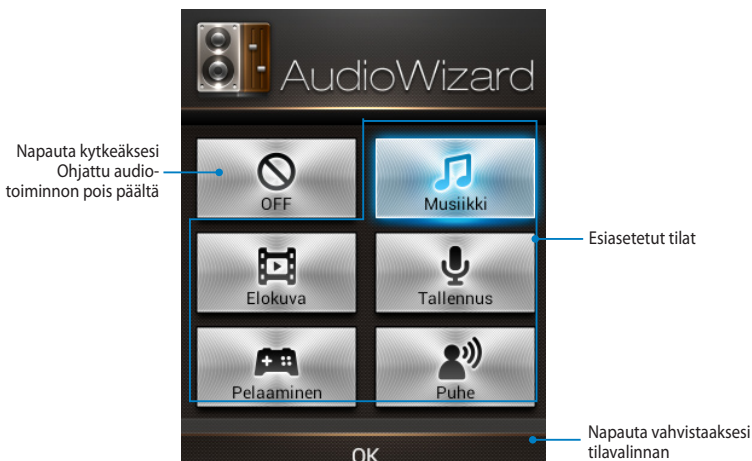 AudioWizard
Napauta kytkeäksesi
Ohjattu audio-
toiminnon pois päältä
OFF
Musiikki
Esiasetetut tilat
Elokuva
Tallennus
Pelaaminen
Puhe
Napauta vahvistaaksesi
tilavalinnan
OK